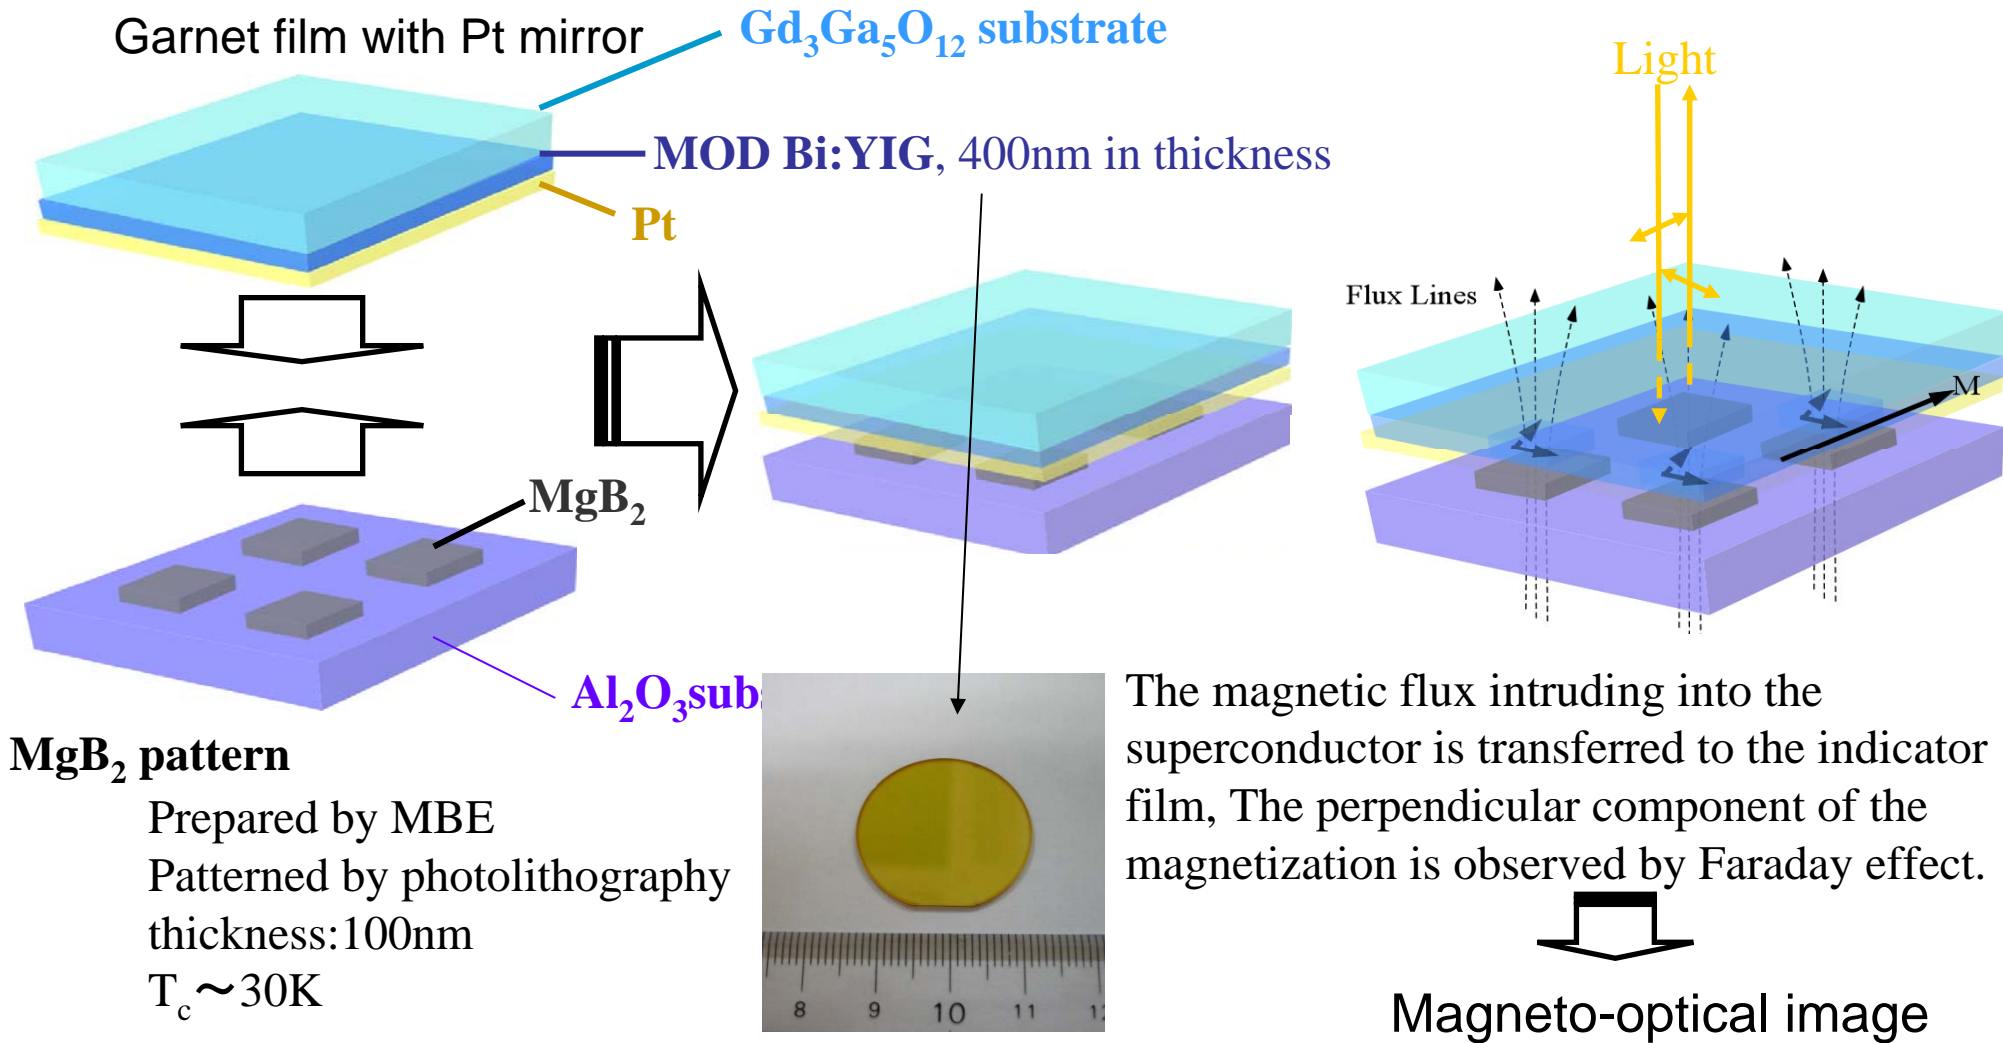 Garnet film with Pt mirror
Gd3Ga5O12 substrate
MOD Bi:YIG, 400nm in thickness
Pt
MgB2
Al2O3subs
MgB2 pattern
Prepared by MBE
Patterned by photolithography
thickness:100nm
Tc～30K
8 9 10 11
Light
Flux Lines
M
The magnetic flux intruding into the
superconductor is transferred to the indicator
film, The perpendicular component of the
magnetization is observed by Faraday effect.
Magneto-optical image